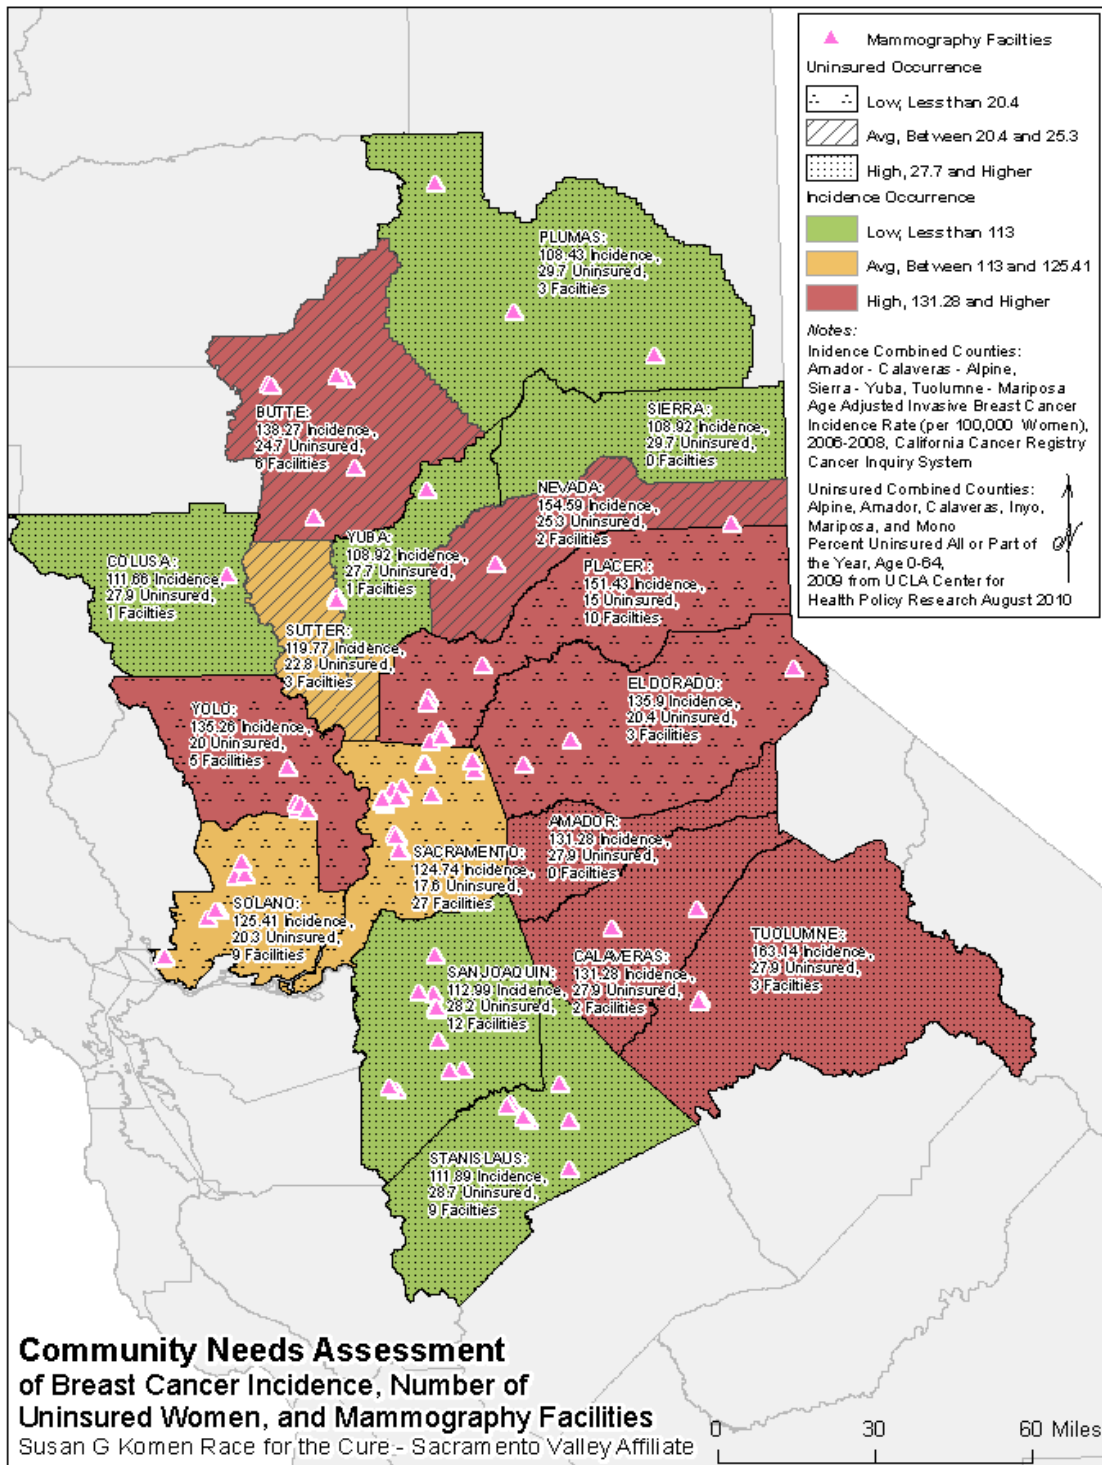 Mammography Facilties
Uninsured Occurrence
Low, Less than 20.4
Avg, Between 20.4 and 25.3
High, 27.7 and Higher
Incidence Occurrence
Low, Less than 113
Avg, Between 113 and 125.41
High, 131.28 and Higher
Notes:
Inidence Combined Counties:
Amador - Calaveras - Alpine,
Sierra - Yuba, Tuolumne - Mariposa
Age Adjusted Invasive Breast Cancer
Incidence Rate (per 100,000 Women),
2006-2008, California Cancer Registry
Cancer Inquiry System
Uninsured Combined Counties:
Alpine, Amador, Calaveras, Inyo,
Mariposa, and Mono
Percent Uninsured All or Part of
the Year, Age 0-64,
2009 from UCLA Center for
Health Policy Research August 2010
N
PLUMAS:
108.43 Incidence,
29.7 Uninsured,
3 Facilties
BUTTE:
138.27 Incidence,
24.7 Uninsured,
6 Facilities
SIERRA:
108.92 Incidence,
29.7 Uninsured,
0 Facilities
NEVADA:
154.59 Incidence,
25.3 Uninsured,
2 Facilities
YUBA:
108.92 Incidence,
27.7 Uninsured,
1 Facilities
COLUSA:
111.66 Incidence,
27.9 Uninsured,
1 Facilities
PLACER:
151.43 Incidence,
15 Uninsured,
10 Facilities
SUTTER:
119.77 Incidence,
22.8 Uninsured,
3 Facilties
EL DORADO:
135.9 Incidence,
20.4 Uninsured,
3 Facilities
YOLO:
135.26 Incidence,
20 Uninsured,
5 Facilities
AMADOR:
131.28 Incidence,
27.9 Uninsured,
0 Facilties
SACRAMENTO:
124.74 Incidence,
17.6 Uninsured,
27 Facilities
SOLANO:
125.41 Incidence,
20.3 Uninsured,
9 Facilities
TUOLUMNE:
163.14 Incidence,
27.9 Uninsured,
3 Facilities
CALAVERAS:
131.28 Incidence,
27.9 Uninsured,
2 Facilities
SAN JOAQUIN:
112.99 Incidence,
28.2 Uninsured,
12 Facilities
STANISLAUS:
111.89 Incidence,
28.7 Uninsured,
9 Facilities
Community Needs Assessment
of Breast Cancer Incidence, Number of
Uninsured Women, and Mammography Facilities
Susan G Komen Race for the Cure - Sacramento Valley Affiliate
0 30 60 Miles